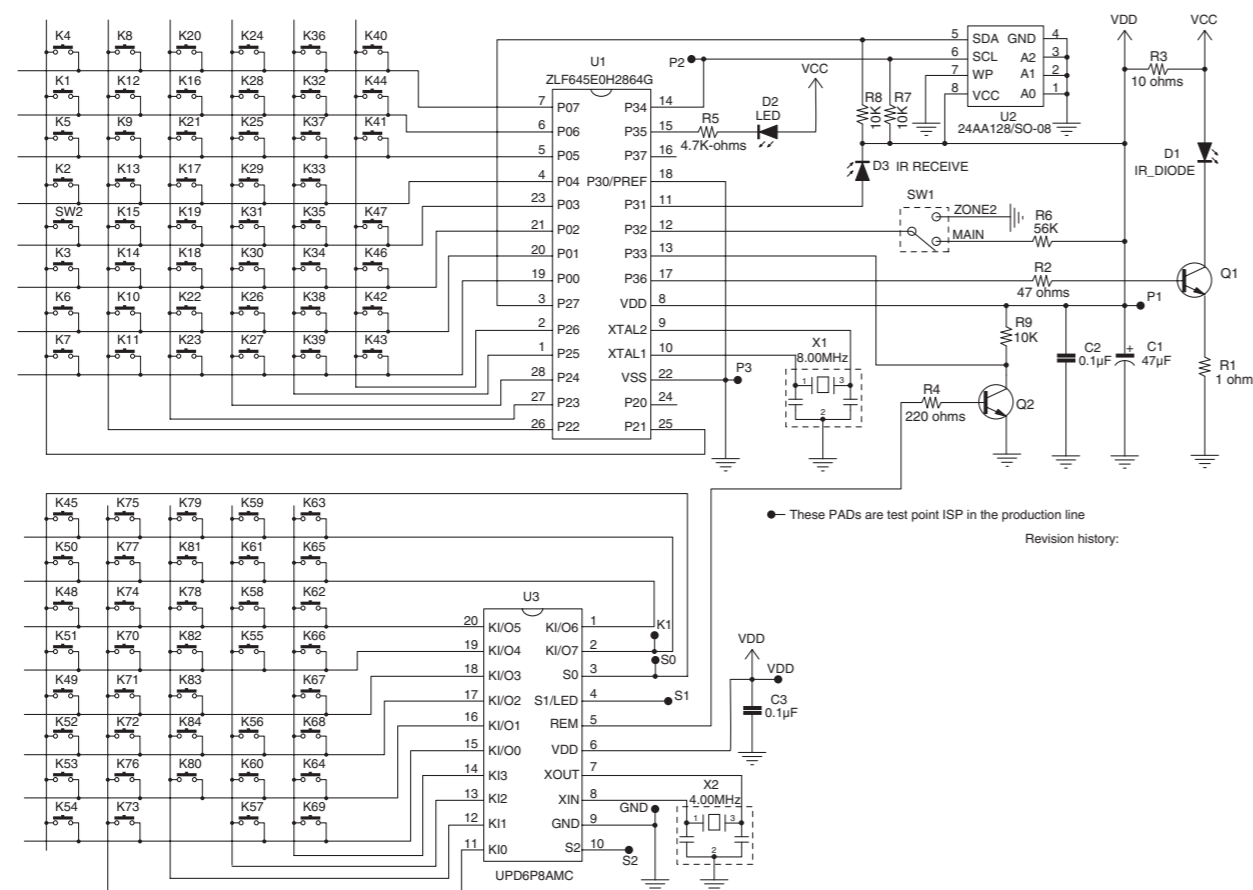 K4 K8 K20 K24 K36 K40
K1 K12 K16 K28 K32 K44
K5 K9 K21 K25 K37 K41
K2 K13 K17 K29 K33
SW2 K15 K19 K31 K35 K47
K3 K14 K18 K30 K34 K46
K6 K10 K22 K26 K38 K42
K7 K11 K23 K27 K39 K43
U1
ZLF645E0H2864G
7 P07 P34 14
6 P06 P35 15
5 P05 P37 16
4 P04 P30/PREF 18
23 P03 P31 11
21 P02 P32 12
20 P01 P33 13
19 P00 P36 17
3 P27 VDD 8
2 P26 XTAL2 9
1 P25 XTAL1 10
28 P24 VSS 22
27 P23 P20 24
26 P22 P21 25
P2
R5
4.7K-ohms
D2
LED
VCC
R8
10K
R7
10K
5 SDA GND 4
6 SCL A2 3
7 WP A1 2
8 VCC A0 1
U2
24AA128/SO-08
VDD
VCC
R3
10 ohms
D3 IR RECEIVE
D1
IR_DIODE
SW1
ZONE2
MAIN
R6
56K
R2
47 ohms
Q1
P1
R9
10K
C2
0.1µF
+
C1
47µF
R1
1 ohm
X1
8.00MHz
1 3
2
P3
R4
220 ohms
Q2
These PADs are test point ISP in the production line
Revision history:
K45 K75 K79 K59 K63
K50 K77 K81 K61 K65
K48 K74 K78 K58 K62
K51 K70 K82 K55 K66
K49 K71 K83 K67
K52 K72 K84 K56 K68
K53 K76 K80 K60 K64
K54 K73 K57 K69
U3
20 KI/O5 KI/O6 1
19 KI/O4 KI/O7 2
18 KI/O3 S0 3
17 KI/O2 S1/LED 4
16 KI/O1 REM 5
15 KI/O0 VDD 6
14 KI3 XOUT 7
13 KI2 XIN 8
12 KI1 GND 9
11 KI0 S2 10
UPD6P8AMC
K1
S0
S1
VDD
VDD
C3
0.1µF
X2
4.00MHz
1 3
2
GND
S2